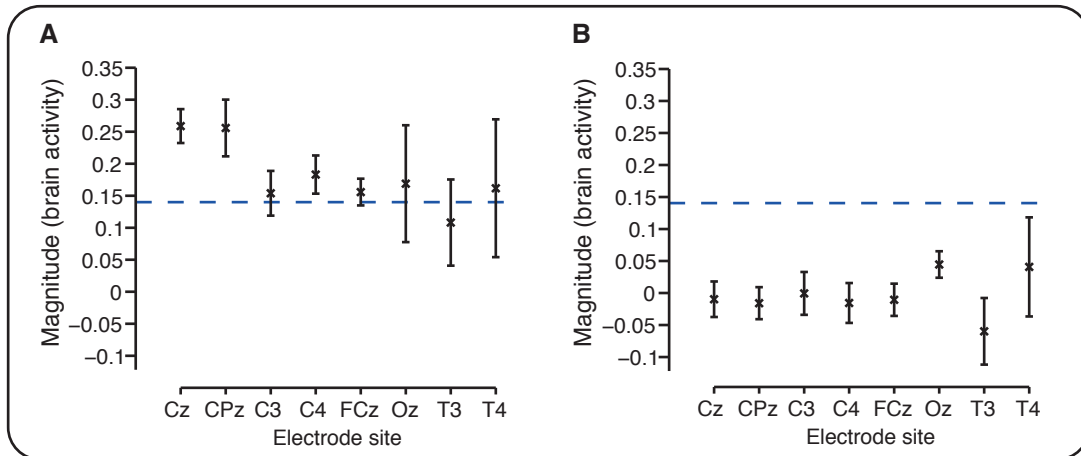 A
Magnitude (brain activity)
0.35
0.3
0.25
0.2
0.15
0.1
0.05
0
−0.05
−0.1
Cz CPz C3 C4 FCz Oz T3 T4
Electrode site
B
Magnitude (brain activity)
0.35
0.3
0.25
0.2
0.15
0.1
0.05
0
−0.05
−0.1
Cz CPz C3 C4 FCz Oz T3 T4
Electrode site